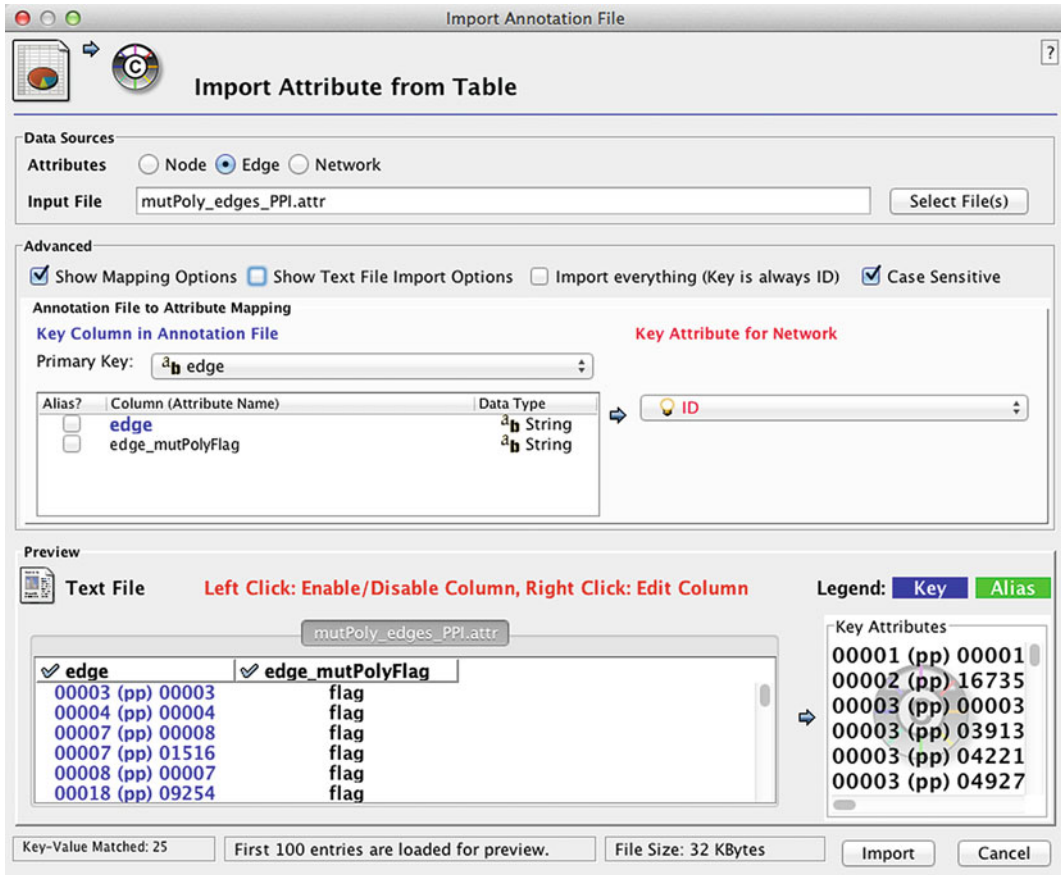 Import Annotation File
?
Import Attribute from Table
Data Sources
Attributes Node Edge Network
Input File mutPoly_edges_PPI.attr Select File(s)
Advanced
Show Mapping Options Show Text File Import Options Import everything (Key is always ID) Case Sensitive
Annotation File to Attribute Mapping
Key Column in Annotation File Key Attribute for Network
Primary Key: ab edge
Alias? Column (Attribute Name) Data Type
ID
edge ab String
edge_mutPolyFlag ab String
Preview
Text File Left Click: Enable/Disable Column, Right Click: Edit Column Legend: Key Alias
mutPoly_edges_PPI.attr
edge edge_mutPolyFlag
00003 (pp) 00003 flag
00004 (pp) 00004 flag
00007 (pp) 00008 flag
00007 (pp) 01516 flag
00008 (pp) 00007 flag
00018 (pp) 09254 flag
Key Attributes
00001 (pp) 00001
00002 (pp) 16735
00003 (pp) 00003
00003 (pp) 03913
00003 (pp) 04221
00003 (pp) 04927
Key-Value Matched: 25 First 100 entries are loaded for preview. File Size: 32 KBytes Import Cancel